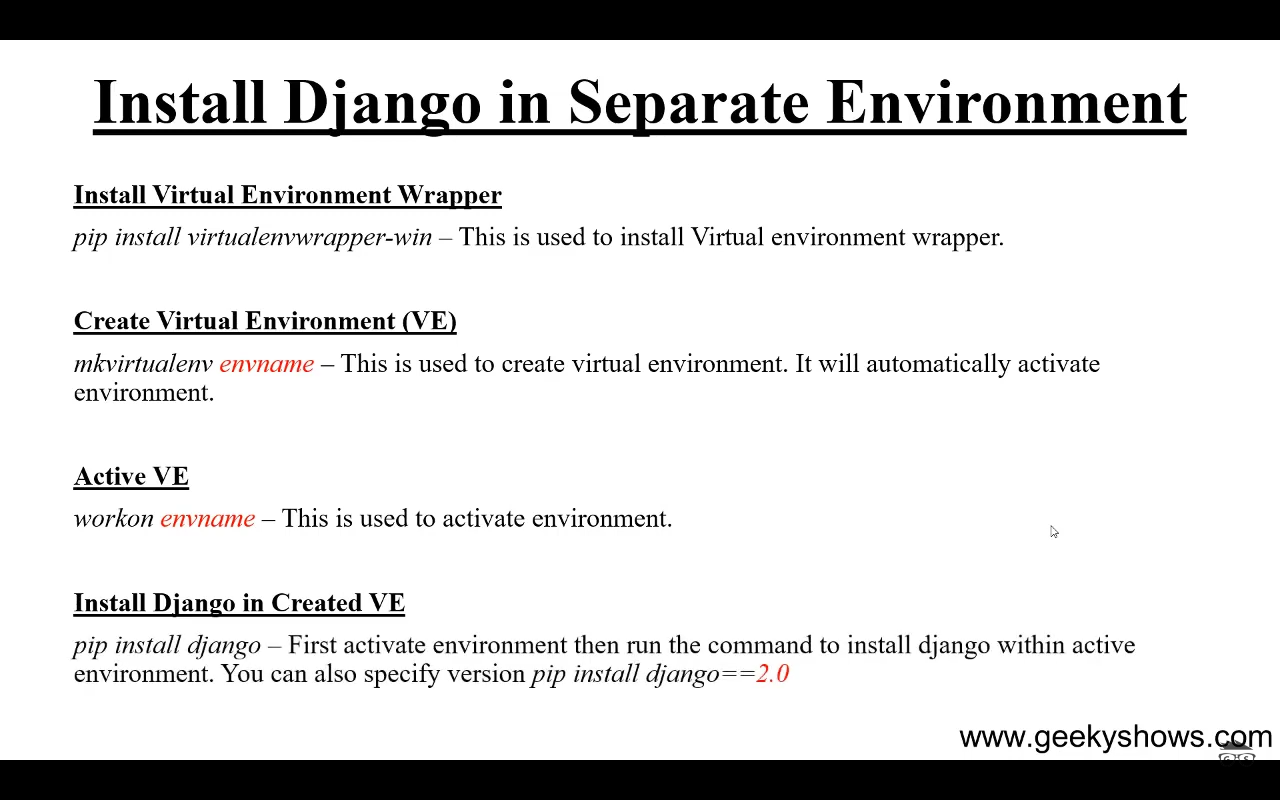 Install Django in Separate Environment
Install Virtual Environment Wrapper
pip install virtualenvwrapper-win – This is used to install Virtual environment wrapper.
Create Virtual Environment (VE)
mkvirtualenv envname – This is used to create virtual environment. It will automatically activate
environment.
Active VE
workon envname – This is used to activate environment.
Install Django in Created VE
pip install django – First activate environment then run the command to install django within active
environment. You can also specify version pip install django==2.0
www.geekyshows.com
G S